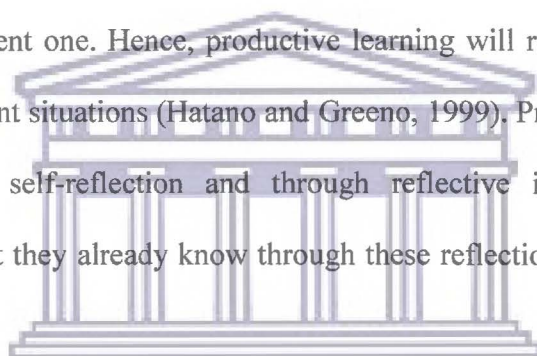 ent one. Hence, productive learning will r
nt situations (Hatano and Greeno, 1999). Pr
self-reflection and through reflective i
t they already know through these reflectio